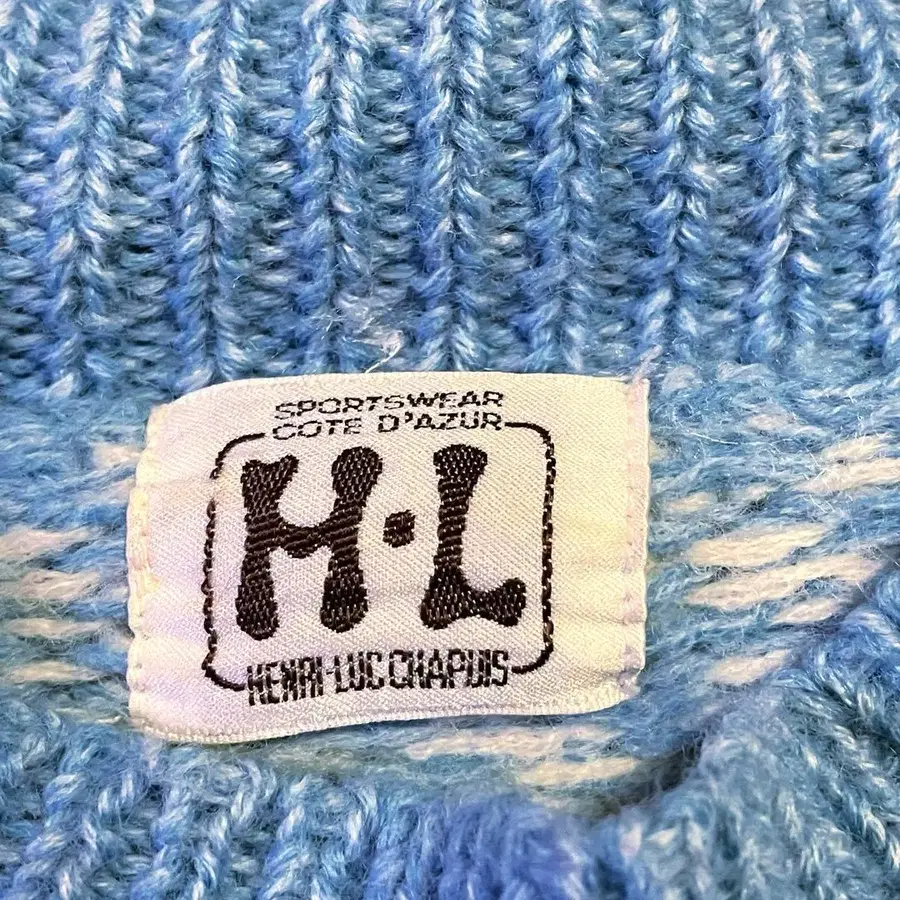 SPORTSWEAR
COTE D'AZUR
H·L
HENRI-LUC CHAPUIS